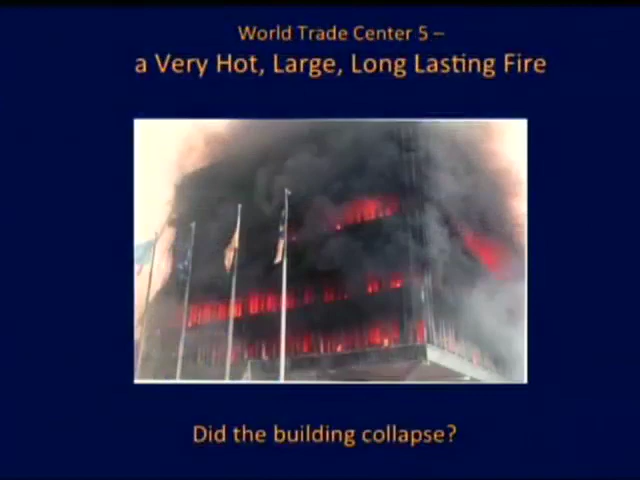 World Trade Center 5 –
a Very Hot, Large, Long Lasting Fire
Did the building collapse?